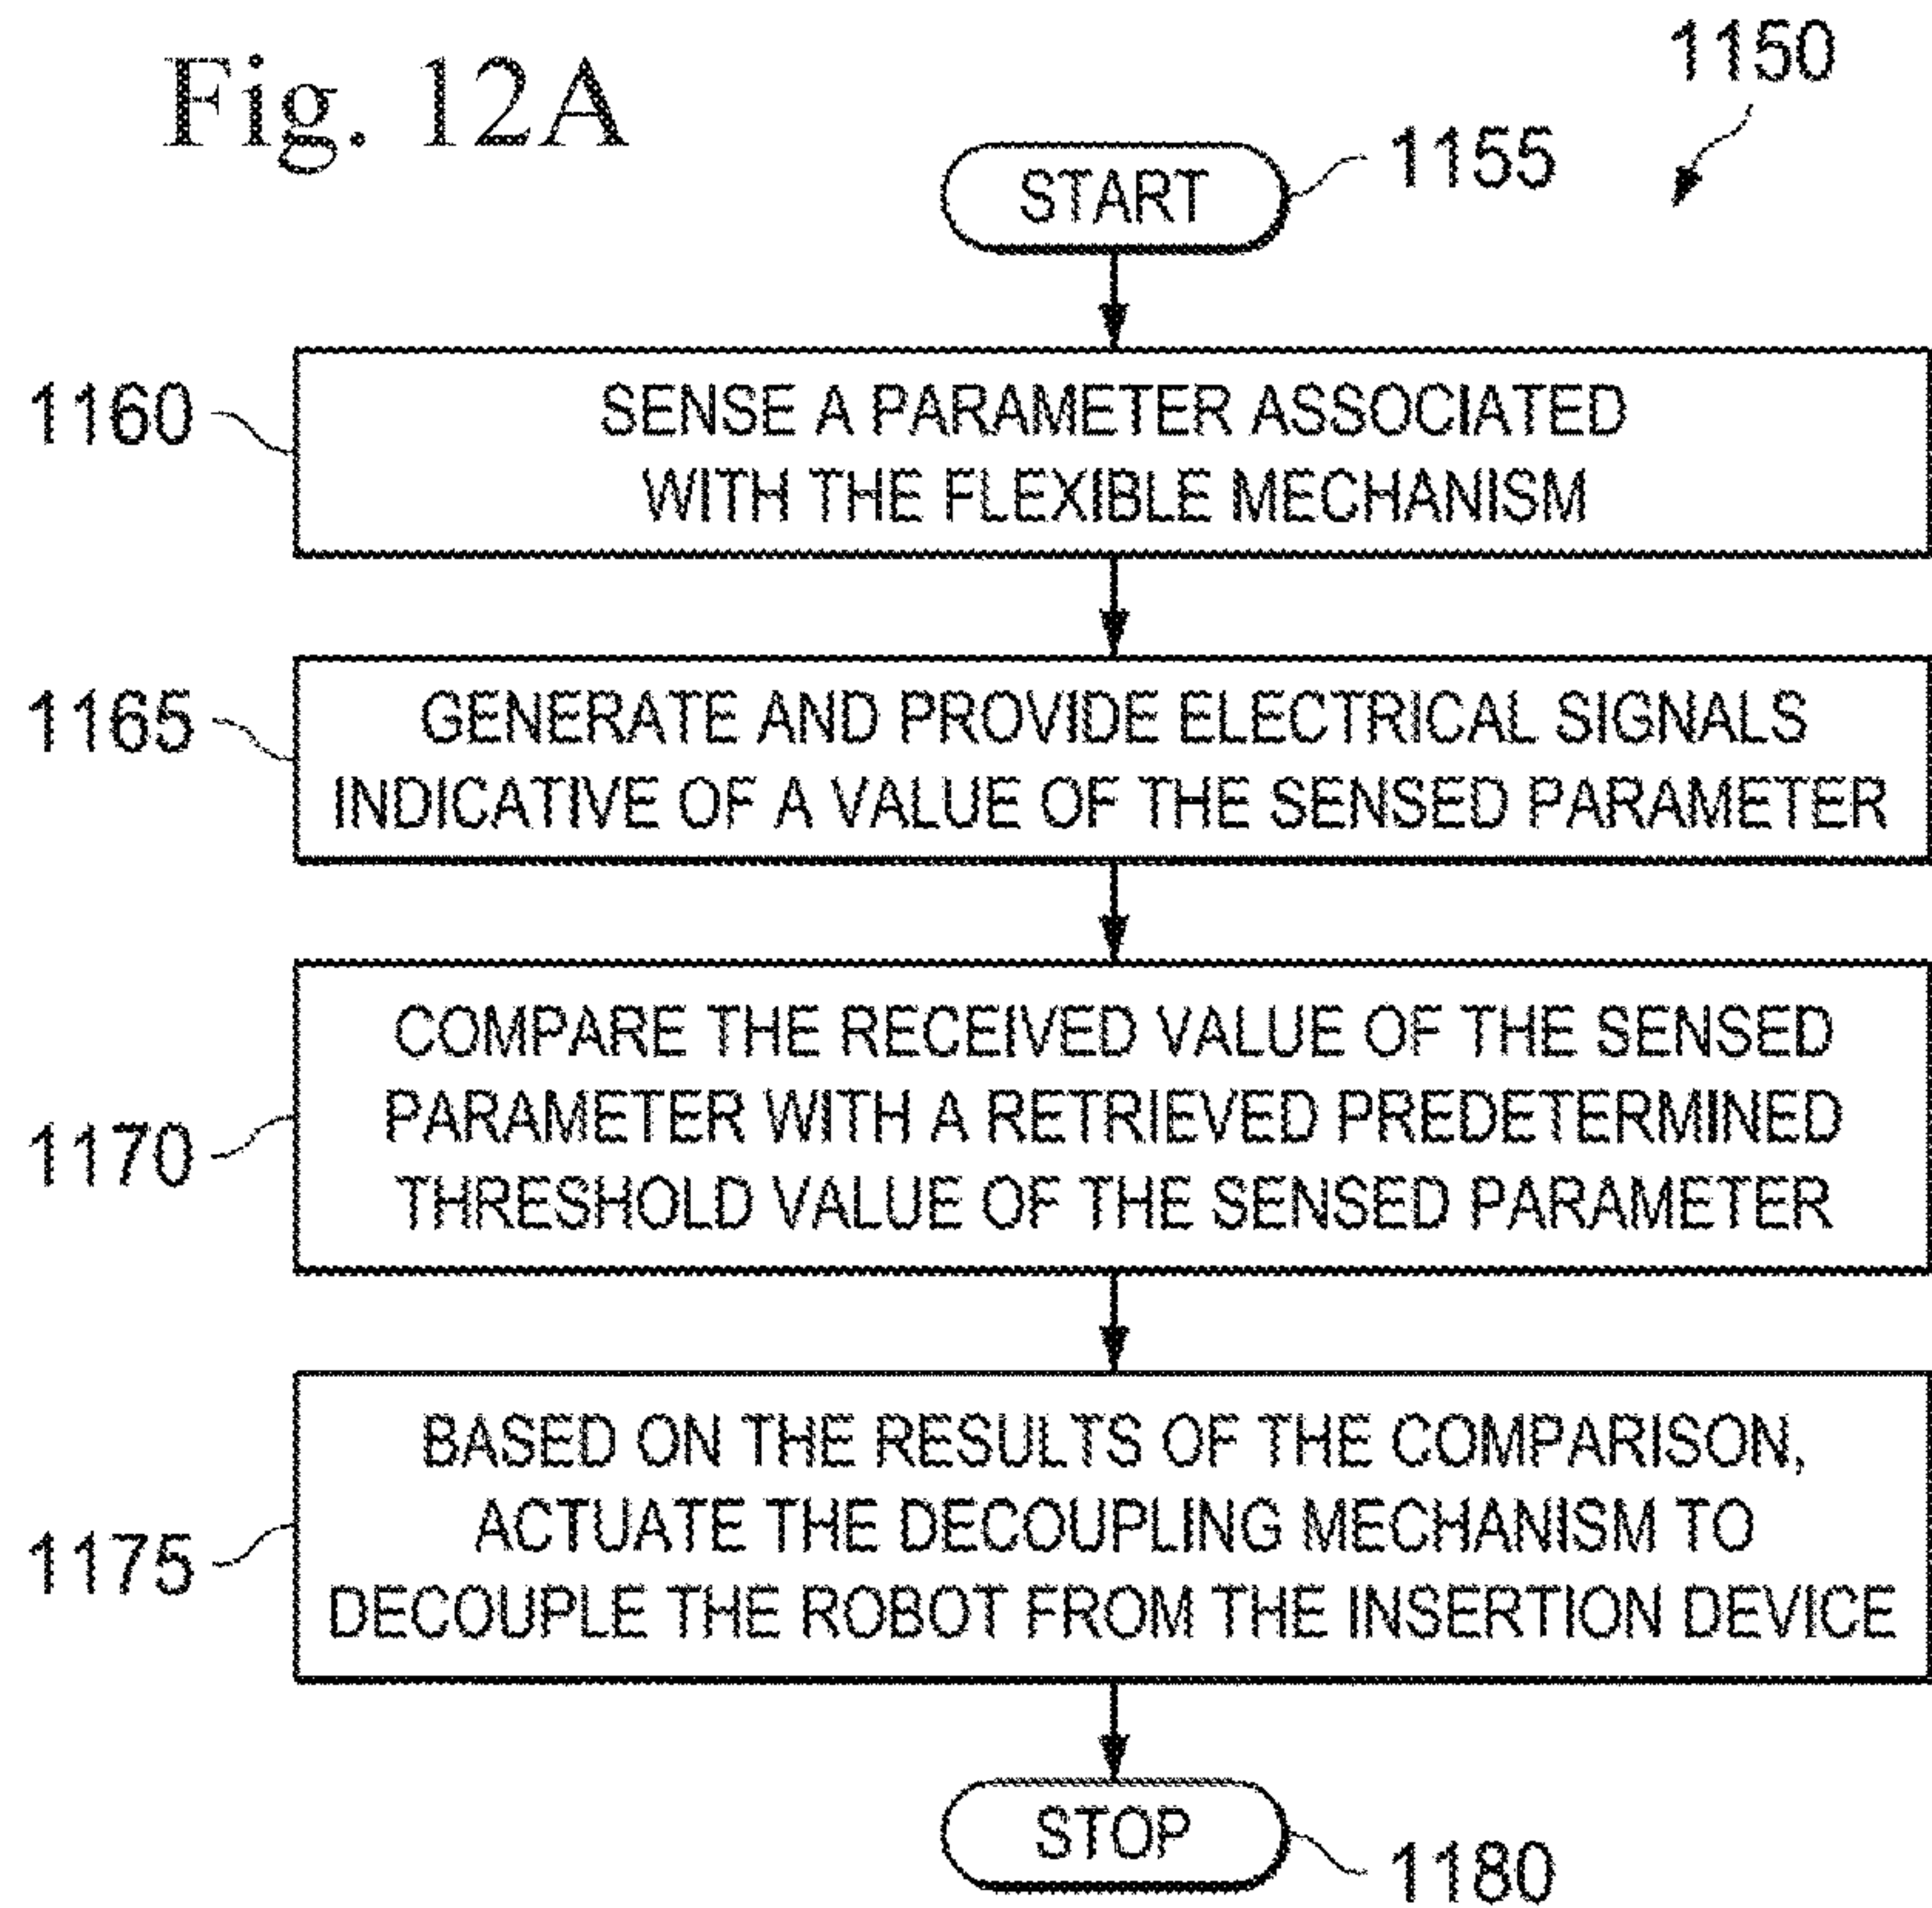 Fig. 12A
1150
START
1155
1160
SENSE A PARAMETER ASSOCIATED
WITH THE FLEXIBLE MECHANISM
1165
GENERATE AND PROVIDE ELECTRICAL SIGNALS
INDICATIVE OF A VALUE OF THE SENSED PARAMETER
1170
COMPARE THE RECEIVED VALUE OF THE SENSED
PARAMETER WITH A RETRIEVED PREDETERMINED
THRESHOLD VALUE OF THE SENSED PARAMETER
1175
BASED ON THE RESULTS OF THE COMPARISON,
ACTUATE THE DECOUPLING MECHANISM TO
DECOUPLE THE ROBOT FROM THE INSERTION DEVICE
STOP
1180